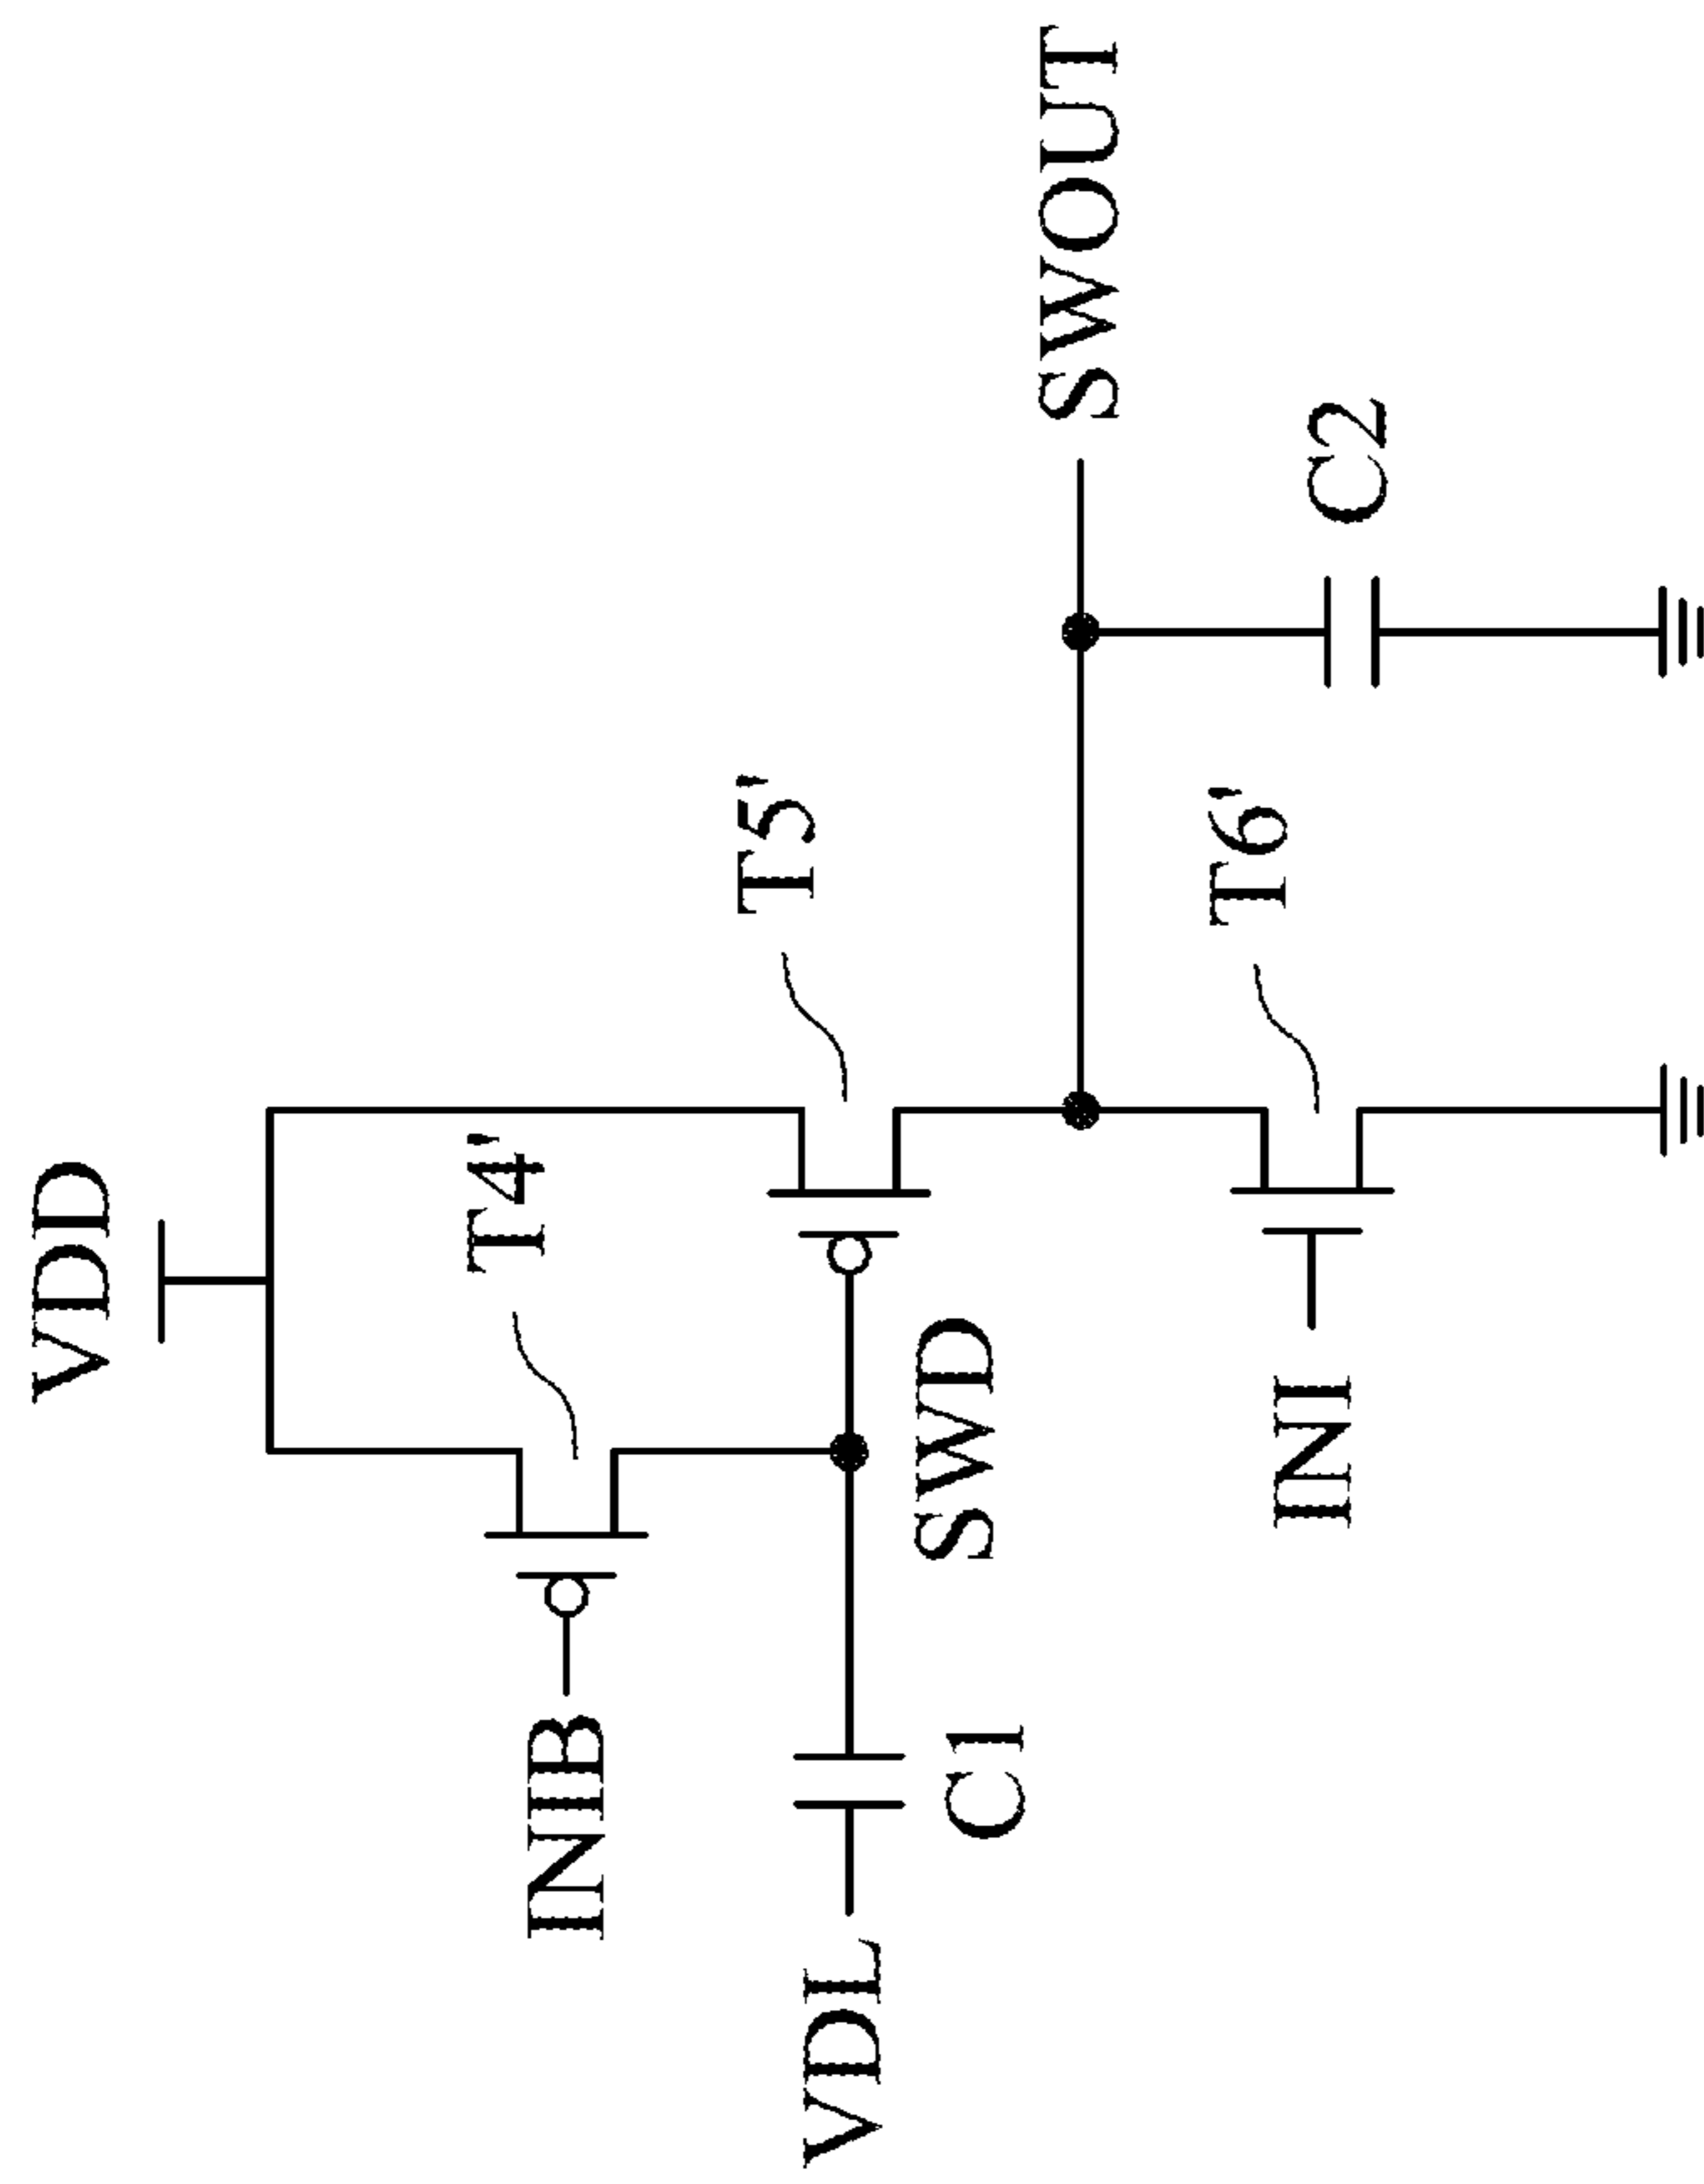 VDD
T4'
INIB
T5'
SWD
VDL
C1
SWOUT
T6'
INI
C2